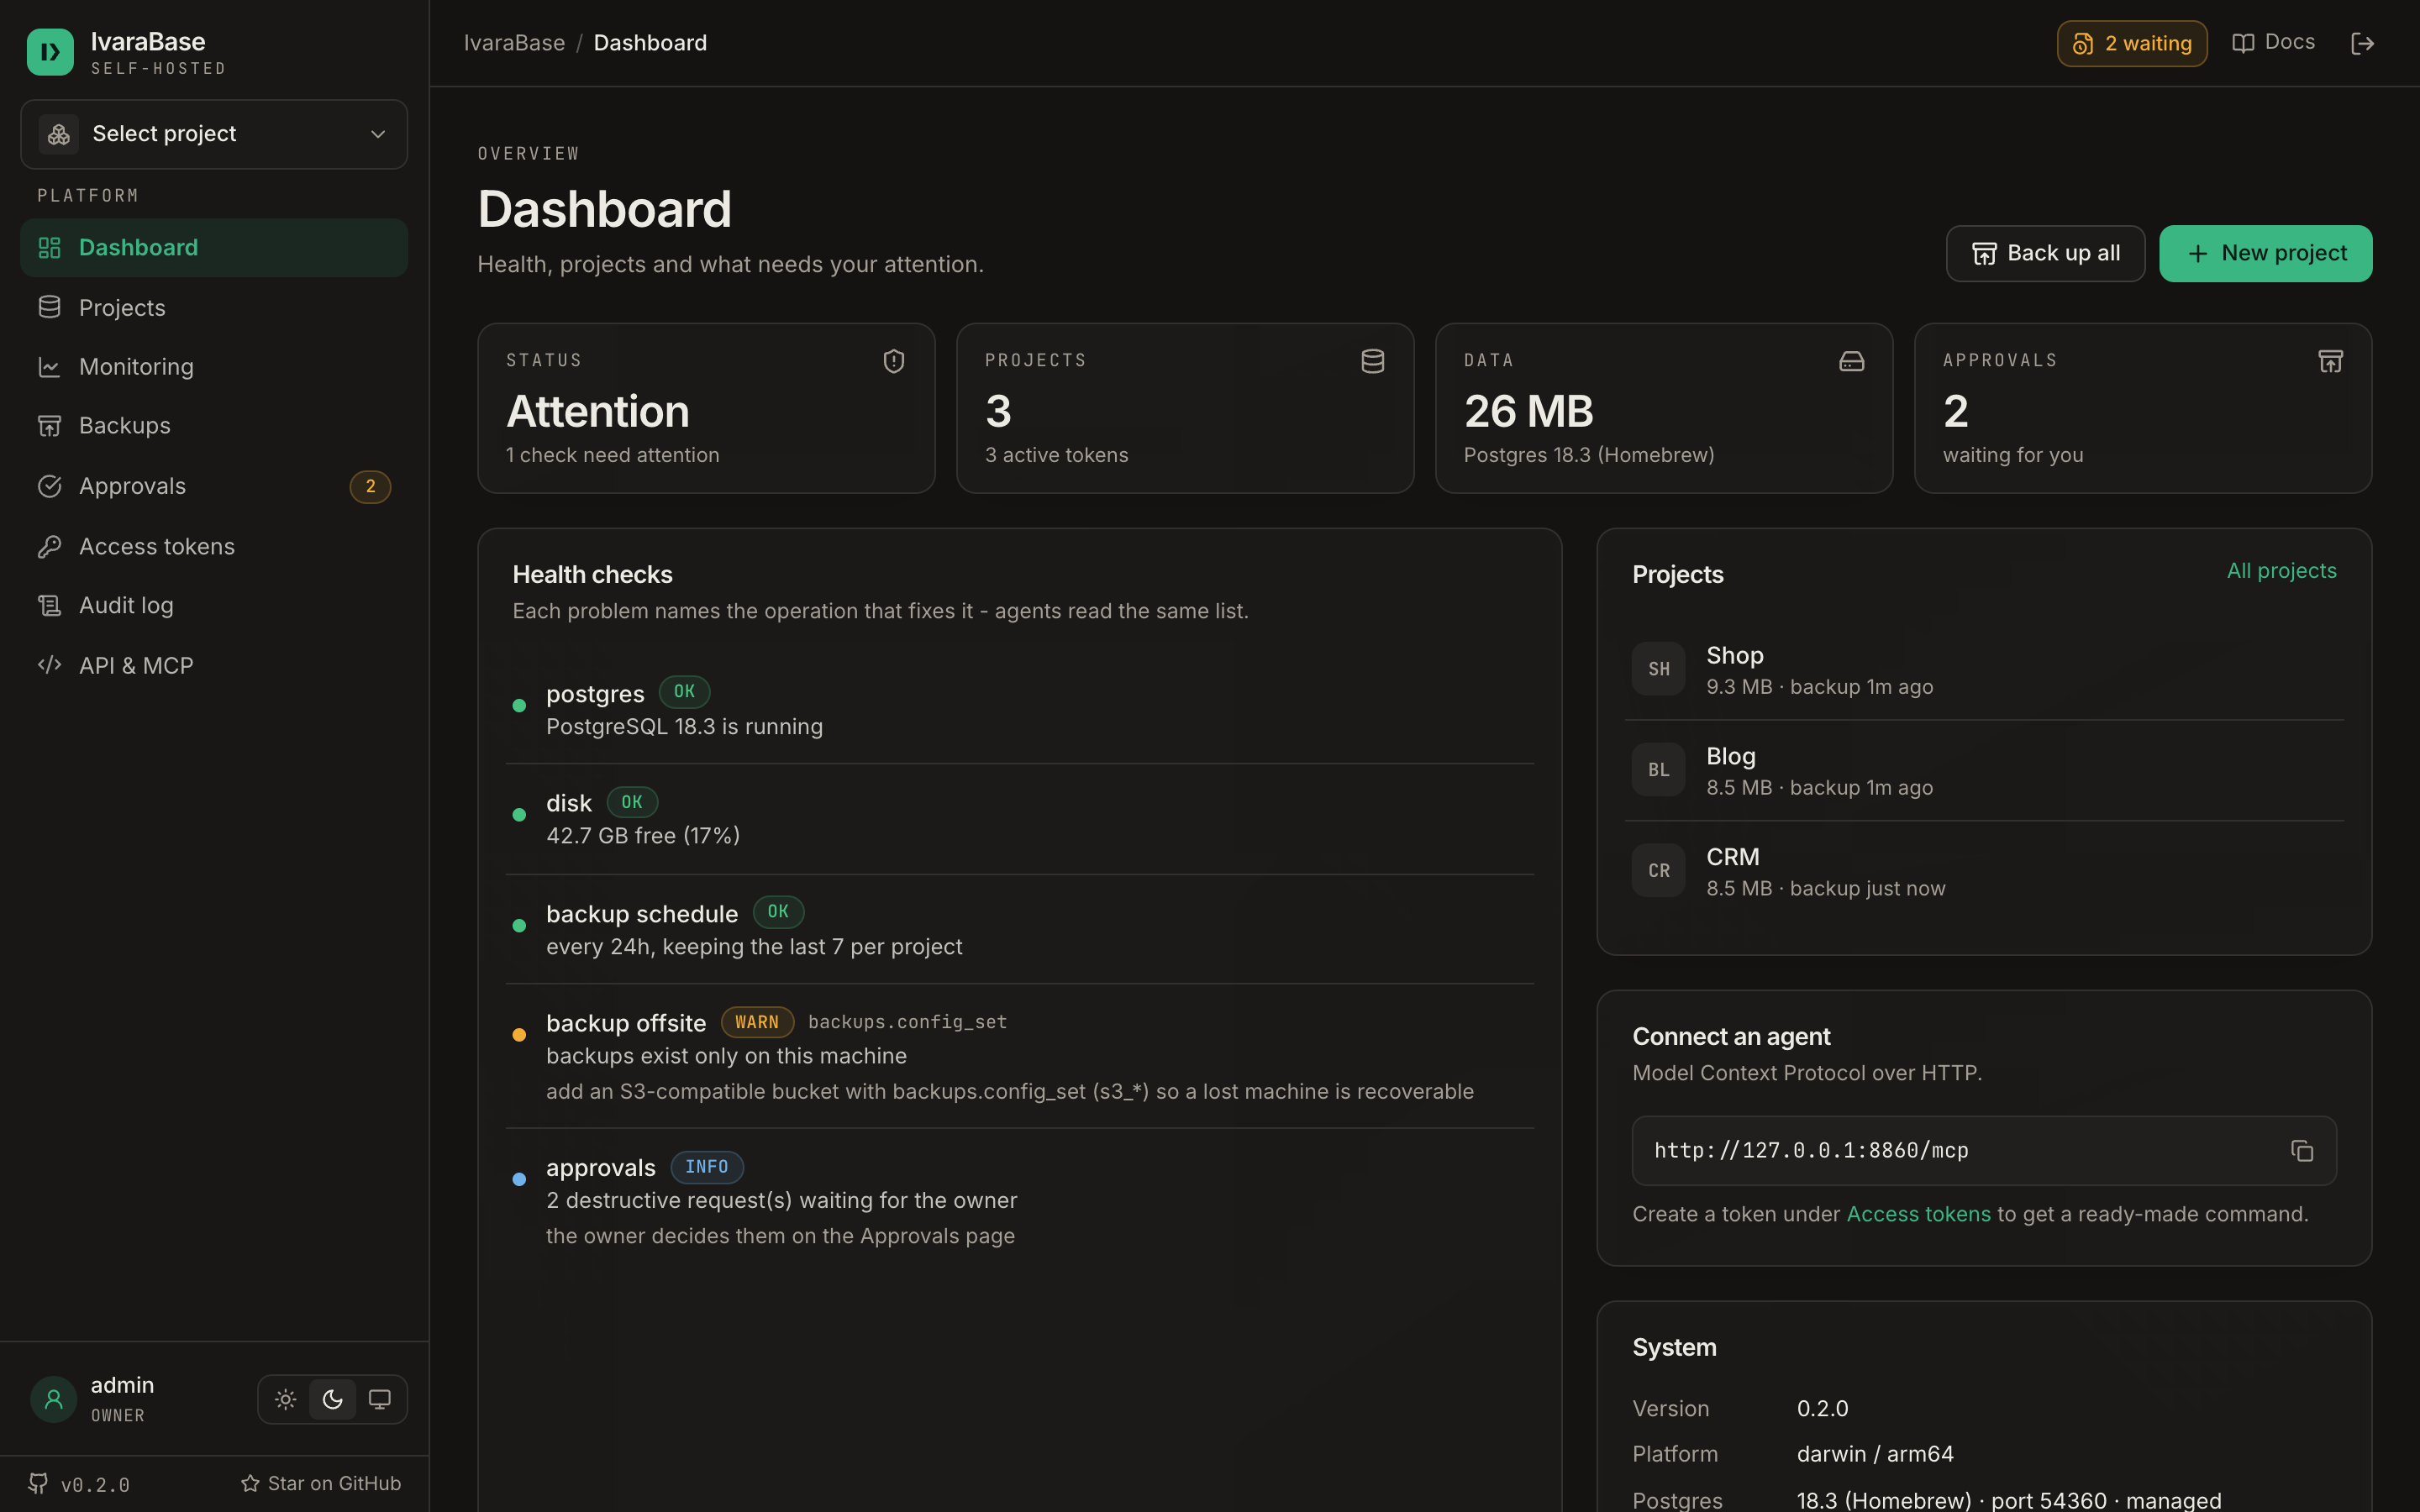 IvaraBase
SELF-HOSTED
Select project
PLATFORM
Dashboard
Projects
Monitoring
Backups
Approvals 2
Access tokens
Audit log
API & MCP
admin
OWNER
v0.2.0 Star on GitHub
IvaraBase / Dashboard
2 waiting Docs
OVERVIEW
Dashboard
Health, projects and what needs your attention.
Back up all New project
STATUS
Attention
1 check need attention
PROJECTS
3
3 active tokens
DATA
26 MB
Postgres 18.3 (Homebrew)
APPROVALS
2
waiting for you
Health checks
Each problem names the operation that fixes it - agents read the same list.
postgres OK
PostgreSQL 18.3 is running
disk OK
42.7 GB free (17%)
backup schedule OK
every 24h, keeping the last 7 per project
backup offsite WARN backups.config_set
backups exist only on this machine
add an S3-compatible bucket with backups.config_set (s3_*) so a lost machine is recoverable
approvals INFO
2 destructive request(s) waiting for the owner
the owner decides them on the Approvals page
Projects All projects
SH Shop
9.3 MB · backup 1m ago
BL Blog
8.5 MB · backup 1m ago
CR CRM
8.5 MB · backup just now
Connect an agent
Model Context Protocol over HTTP.
http://127.0.0.1:8860/mcp
Create a token under Access tokens to get a ready-made command.
System
Version 0.2.0
Platform darwin / arm64
Postgres 18.3 (Homebrew) · port 54360 · managed